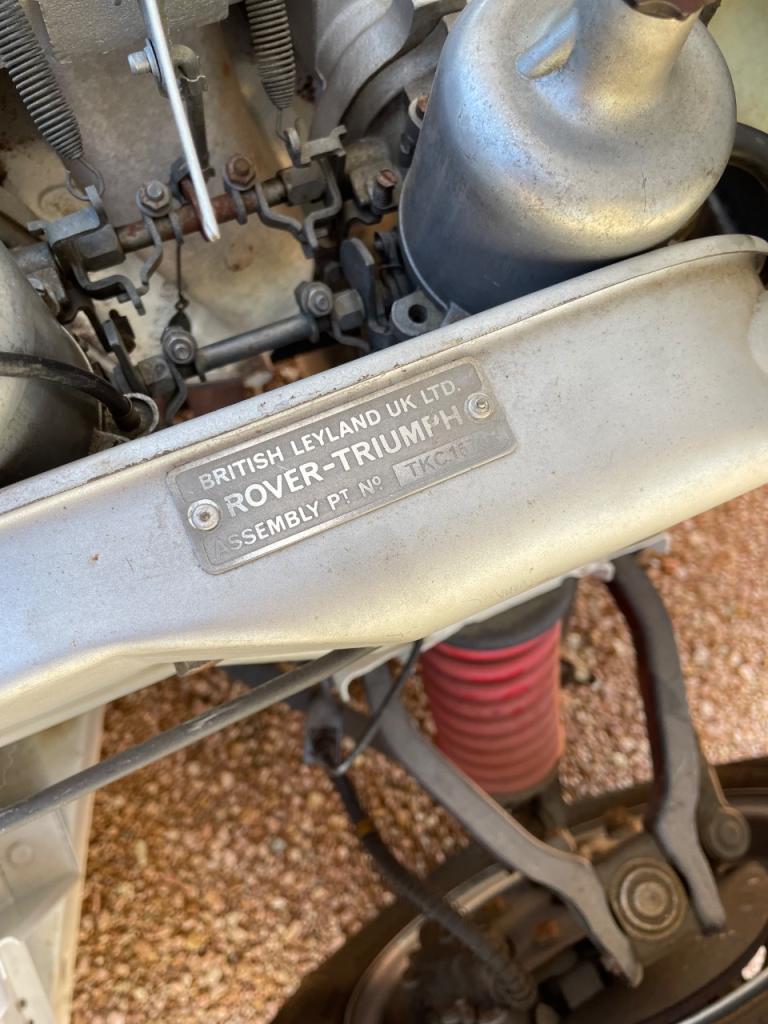 BRITISH LEYLAND UK LTD.
ROVER-TRIUMPH
ASSEMBLY PT Nº